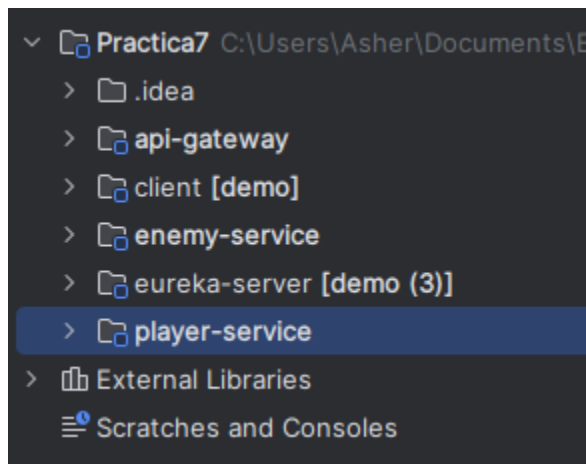 Practica7 C:\Users\Asher\Documents\
.idea
api-gateway
client [demo]
enemy-service
eureka-server [demo (3)]
player-service
External Libraries
Scratches and Consoles